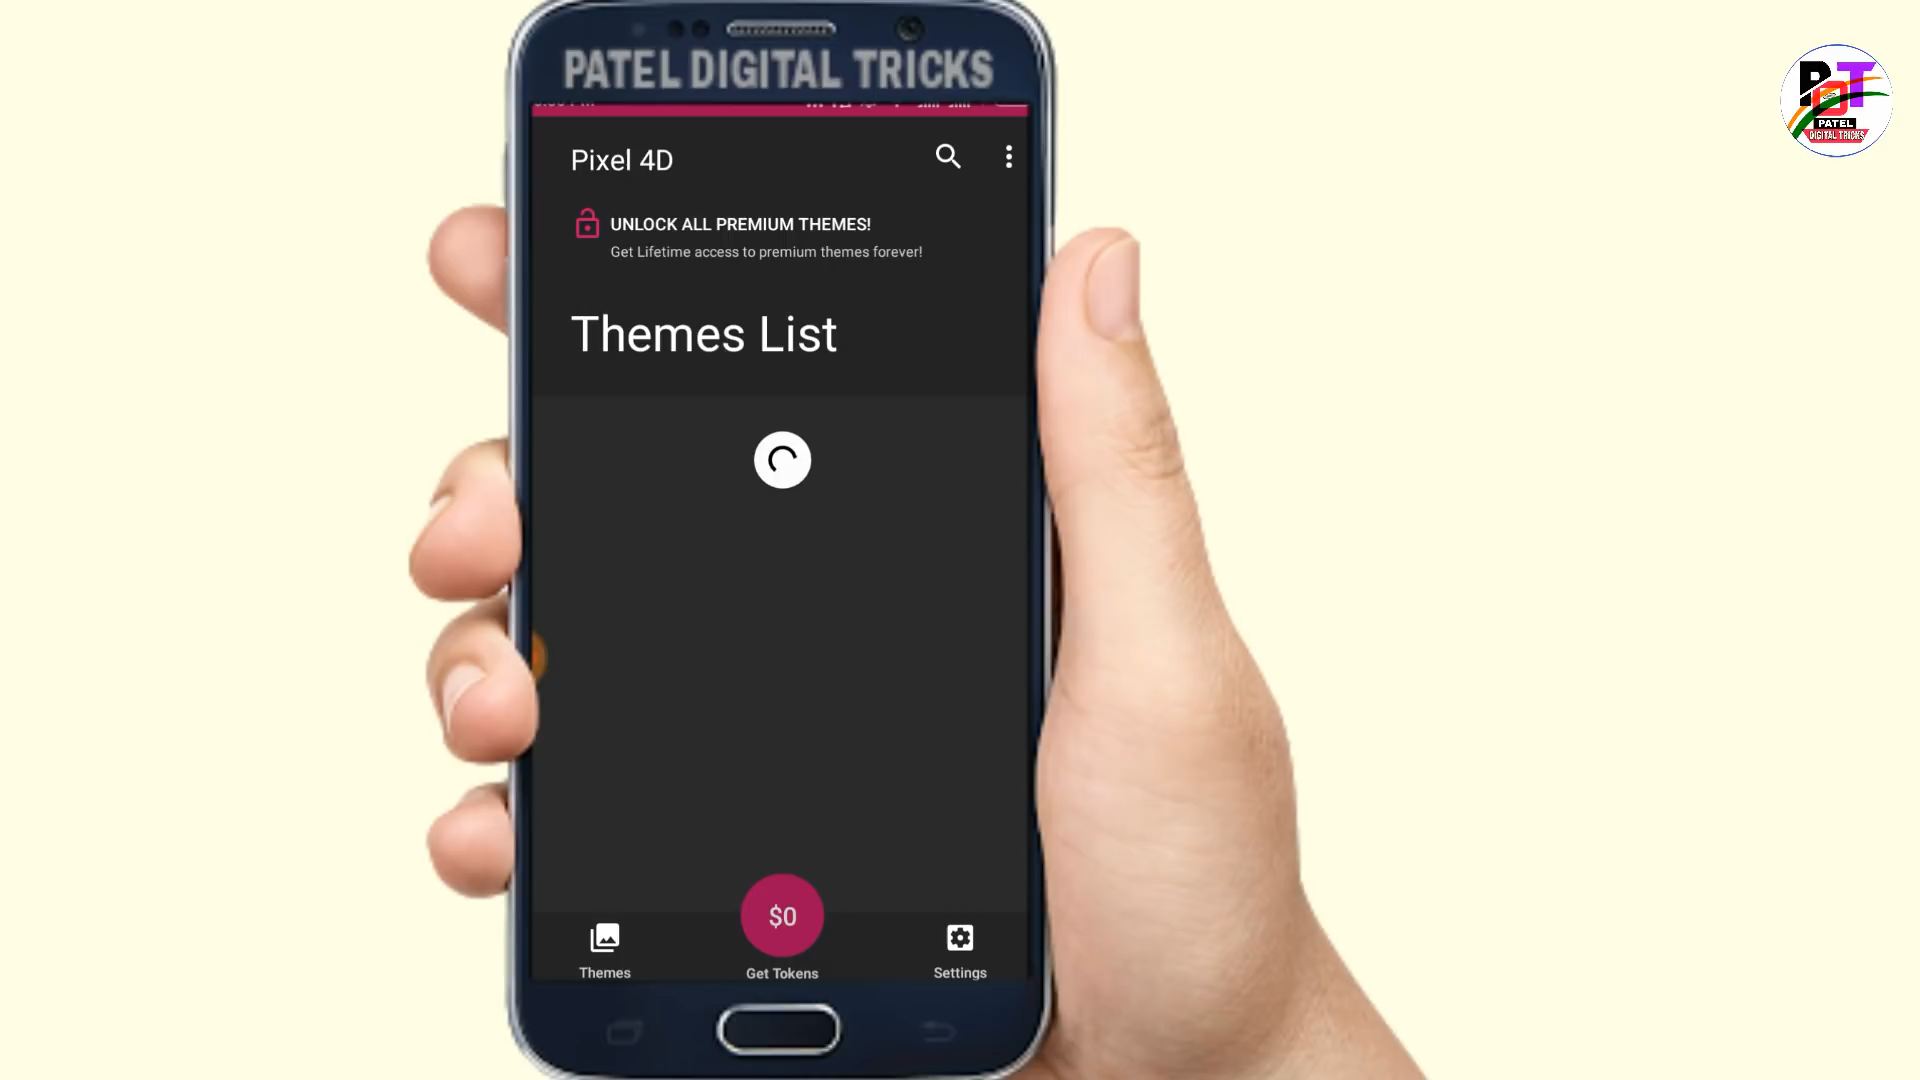 PATEL DIGITAL TRICKS
Pixel 4D
UNLOCK ALL PREMIUM THEMES!
Get Lifetime access to premium themes forever!
Themes List
$0
Themes
Get Tokens
Settings
PDT
PATEL
DIGITAL TRICKS